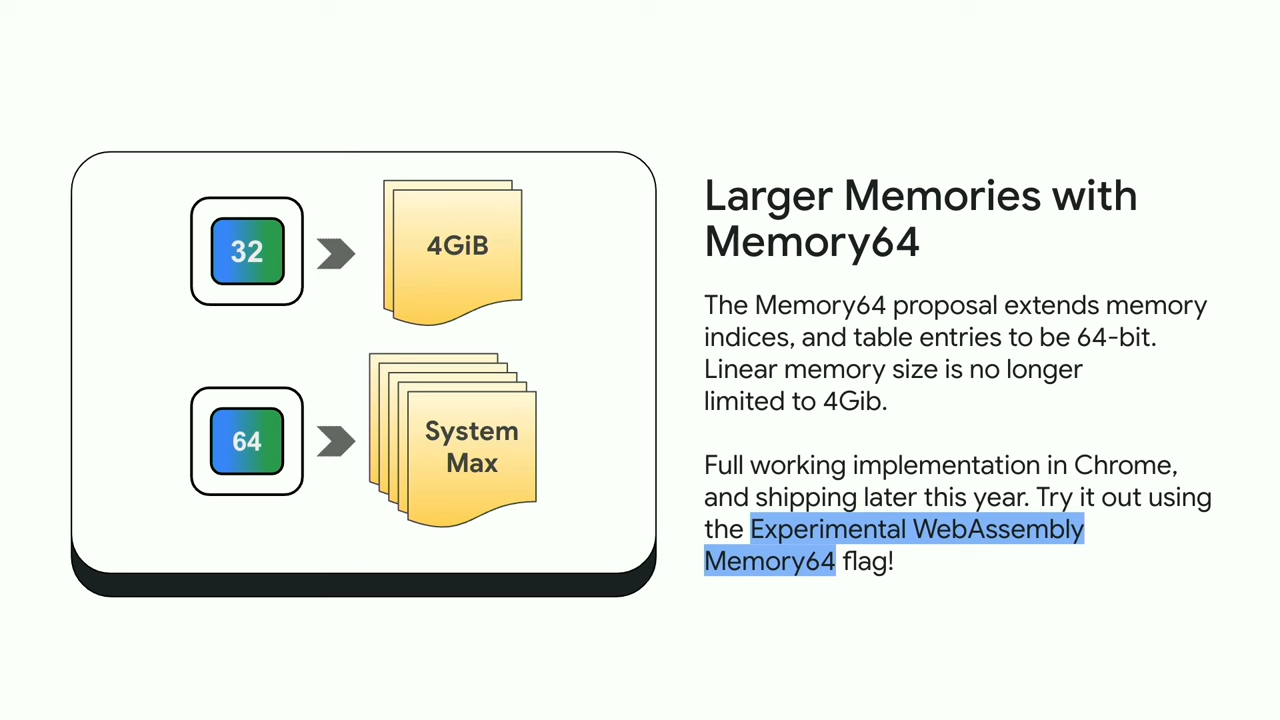 32
4GiB
64
System
Max
Larger Memories with
Memory64
The Memory64 proposal extends memory
indices, and table entries to be 64-bit.
Linear memory size is no longer
limited to 4Gib.
Full working implementation in Chrome,
and shipping later this year. Try it out using
the Experimental WebAssembly
Memory64 flag!